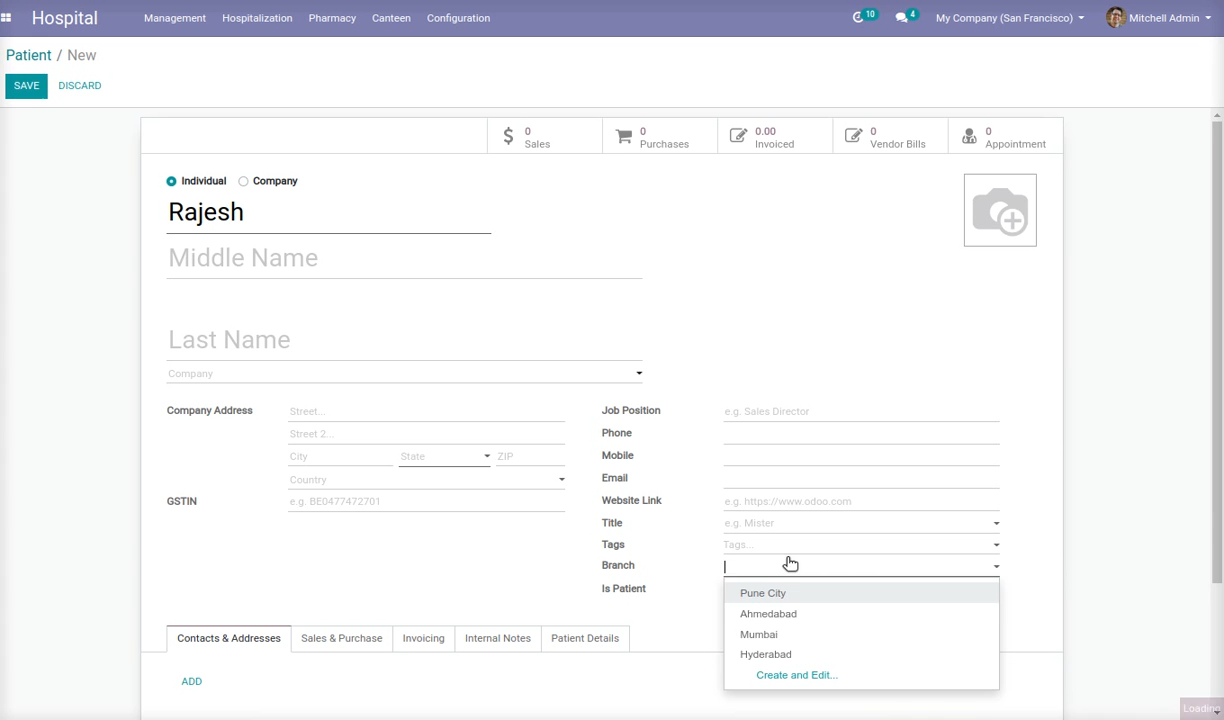 Hospital Management Hospitalization Pharmacy Canteen Configuration 10 4 My Company (San Francisco) Mitchell Admin
Patient / New
SAVE DISCARD
0 Sales
0 Purchases
0.00 Invoiced
0 Vendor Bills
0 Appointment
Individual Company
Rajesh
Middle Name
Last Name
Company
Company Address Street...
Street 2...
City State ZIP
Country
GSTIN e.g. BE0477472701
Job Position e.g. Sales Director
Phone
Mobile
Email
Website Link e.g. https://www.odoo.com
Title e.g. Mister
Tags Tags...
Branch
Is Patient
Pune City
Ahmedabad
Mumbai
Hyderabad
Create and Edit...
Contacts & Addresses Sales & Purchase Invoicing Internal Notes Patient Details
ADD
Loading